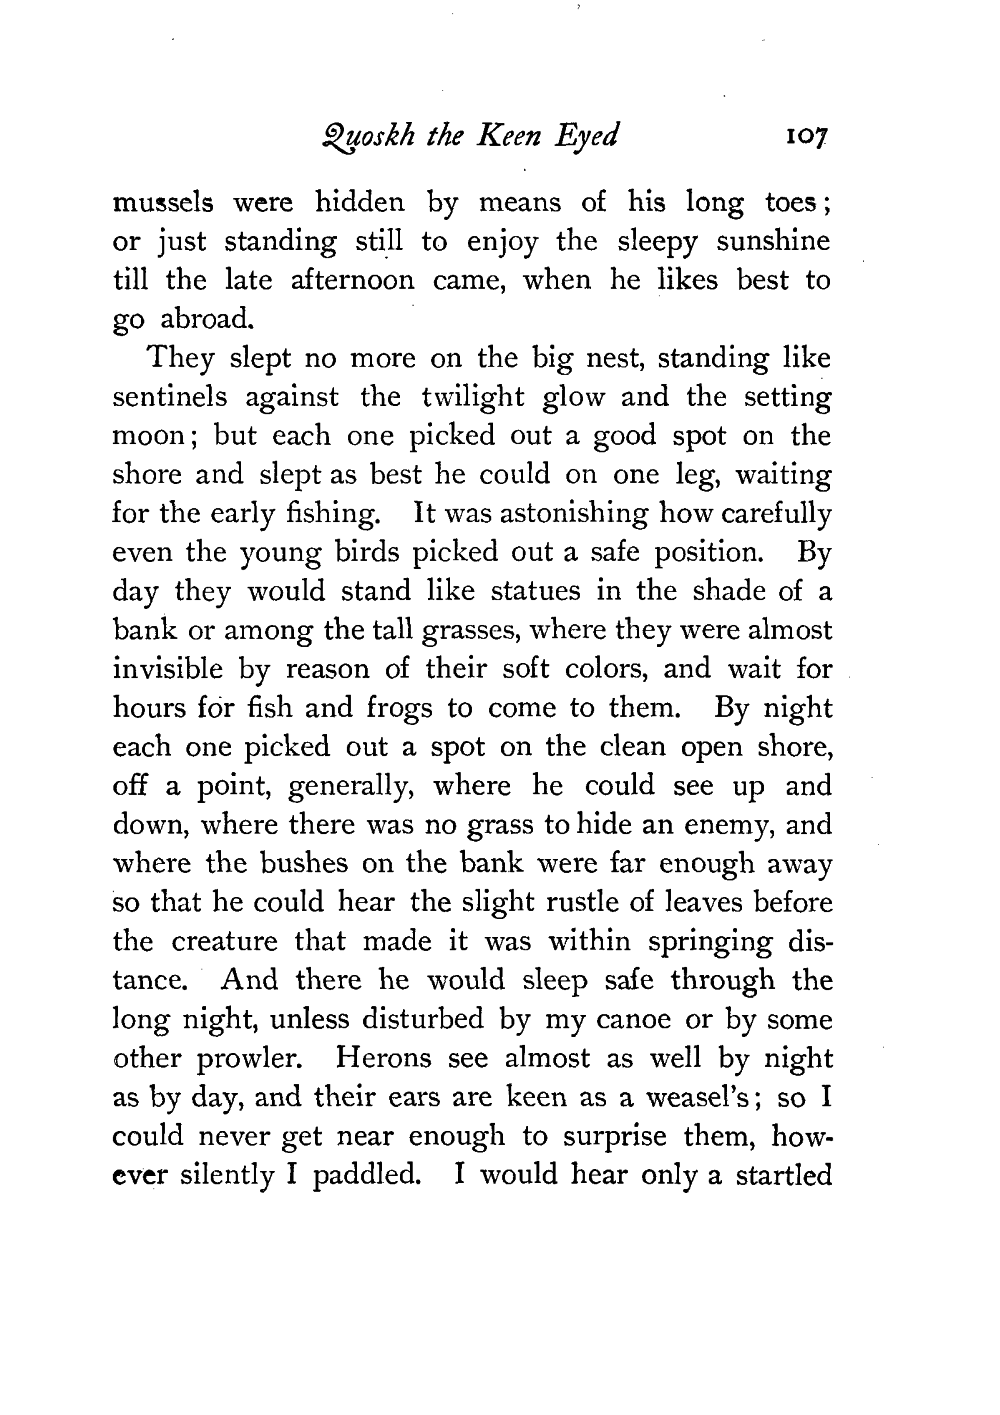 Quoskh the Keen Eyed 107
mussels were hidden by means of his long toes;
or just standing still to enjoy the sleepy sunshine
till the late afternoon came, when he likes best to
go abroad.
They slept no more on the big nest, standing like
sentinels against the twilight glow and the setting
moon; but each one picked out a good spot on the
shore and slept as best he could on one leg, waiting
for the early fishing. It was astonishing how carefully
even the young birds picked out a safe position. By
day they would stand like statues in the shade of a
bank or among the tall grasses, where they were almost
invisible by reason of their soft colors, and wait for
hours for fish and frogs to come to them. By night
each one picked out a spot on the clean open shore,
off a point, generally, where he could see up and
down, where there was no grass to hide an enemy, and
where the bushes on the bank were far enough away
so that he could hear the slight rustle of leaves before
the creature that made it was within springing dis-
tance. And there he would sleep safe through the
long night, unless disturbed by my canoe or by some
other prowler. Herons see almost as well by night
as by day, and their ears are keen as a weasel's; so I
could never get near enough to surprise them, how-
ever silently I paddled. I would hear only a startled